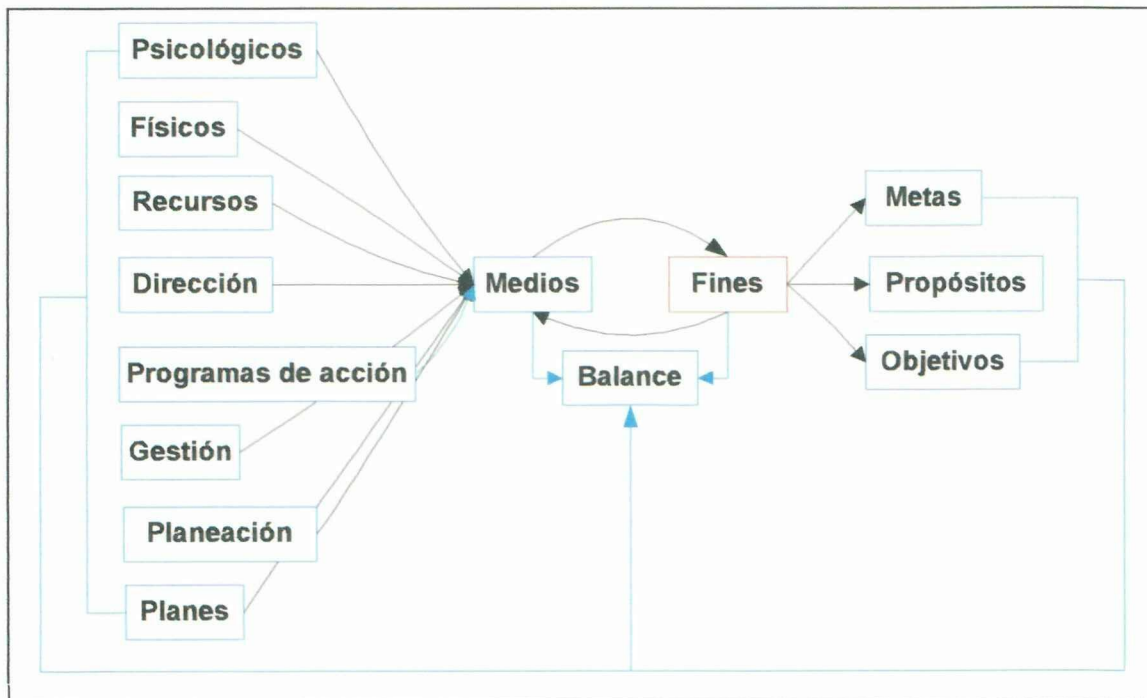 Psicológicos
Físicos
Recursos
Dirección
Programas de acción
Gestión
Planeación
Planes
Medios
Fines
Balance
Metas
Propósitos
Objetivos